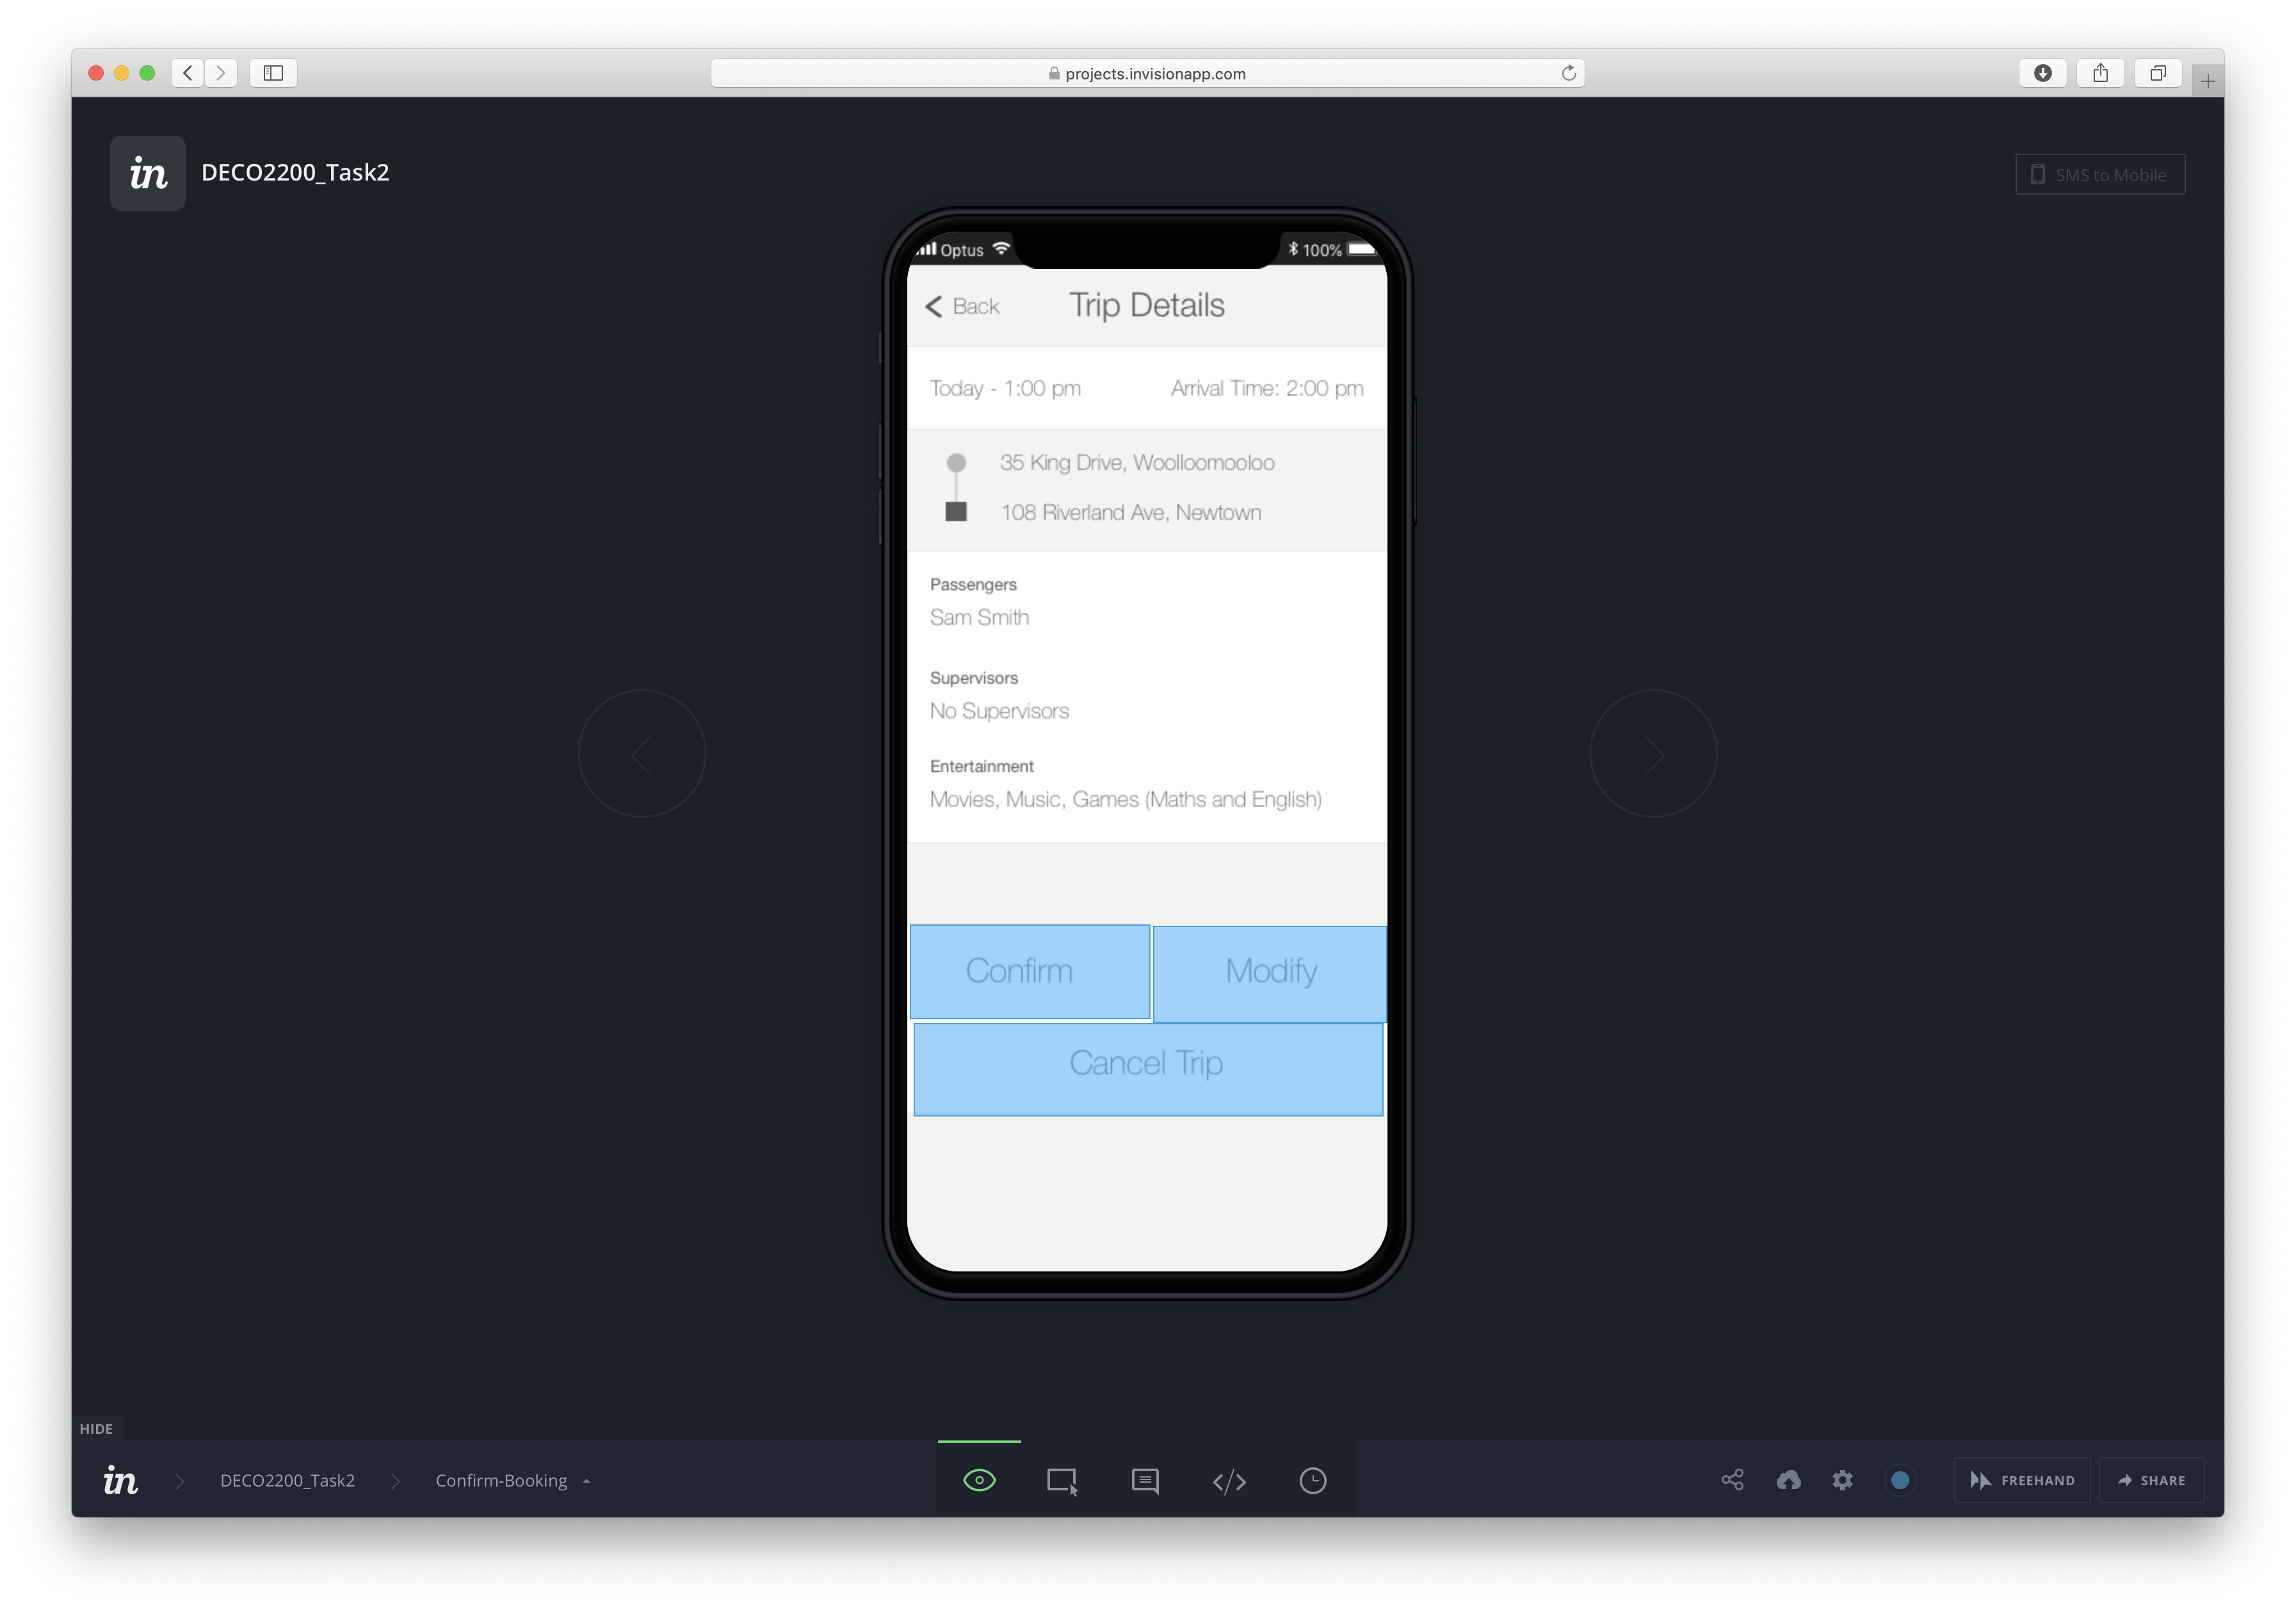 projects.invisionapp.com
in DECO2200_Task2
SMS to Mobile
Optus 100%
Back Trip Details
Today - 1:00 pm Arrival Time: 2:00 pm
35 King Drive, Woolloomooloo
108 Riverland Ave, Newtown
Passengers
Sam Smith
Supervisors
No Supervisors
Entertainment
Movies, Music, Games (Maths and English)
Confirm Modify
Cancel Trip
HIDE
in DECO2200_Task2 Confirm-Booking FREEHAND SHARE